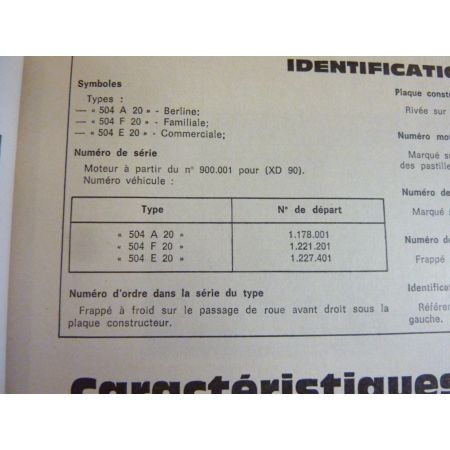 IDENTIFICATIO
Symboles
Types :
— « 504 A 20 » - Berline;
— « 504 F 20 » - Familiale;
— « 504 E 20 » - Commerciale;
Numéro de série
Moteur à partir du n° 900.001 pour (XD 90).
Numéro véhicule :
Type N° de départ
« 504 A 20 » 1.178.001
« 504 F 20 » 1.221.201
« 504 E 20 » 1.227.401
Numéro d'ordre dans la série du type
Frappé à froid sur le passage de roue avant droit sous la
plaque constructeur.
Plaque constr
Rivée sur
Numéro mot
Marqué su
des pastille
Numéro de
Marqué s
Numéro de
Frappé
Identificat
Référen
gauche.
Caractéristiques